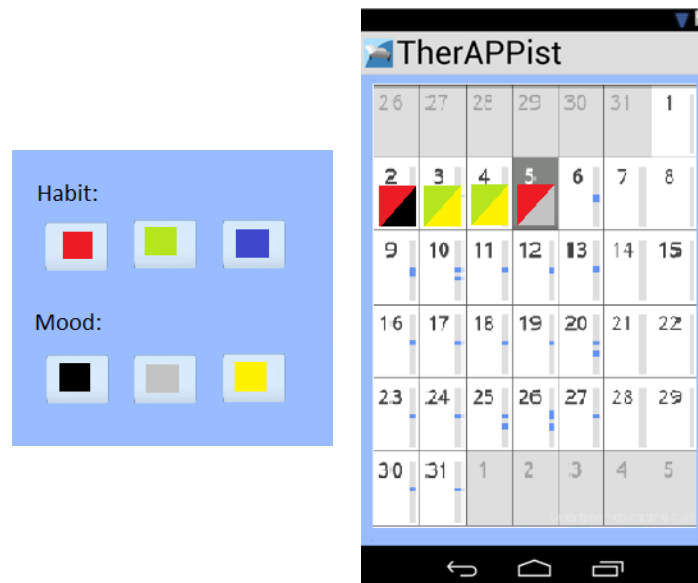 Habit:
Mood:
TherAPPist
26 27 28 29 30 31 1
2 3 4 5 6 7 8
9 10 11 12 13 14 15
16 17 18 19 20 21 22
23 24 25 26 27 28 29
30 31 1 2 3 4 5